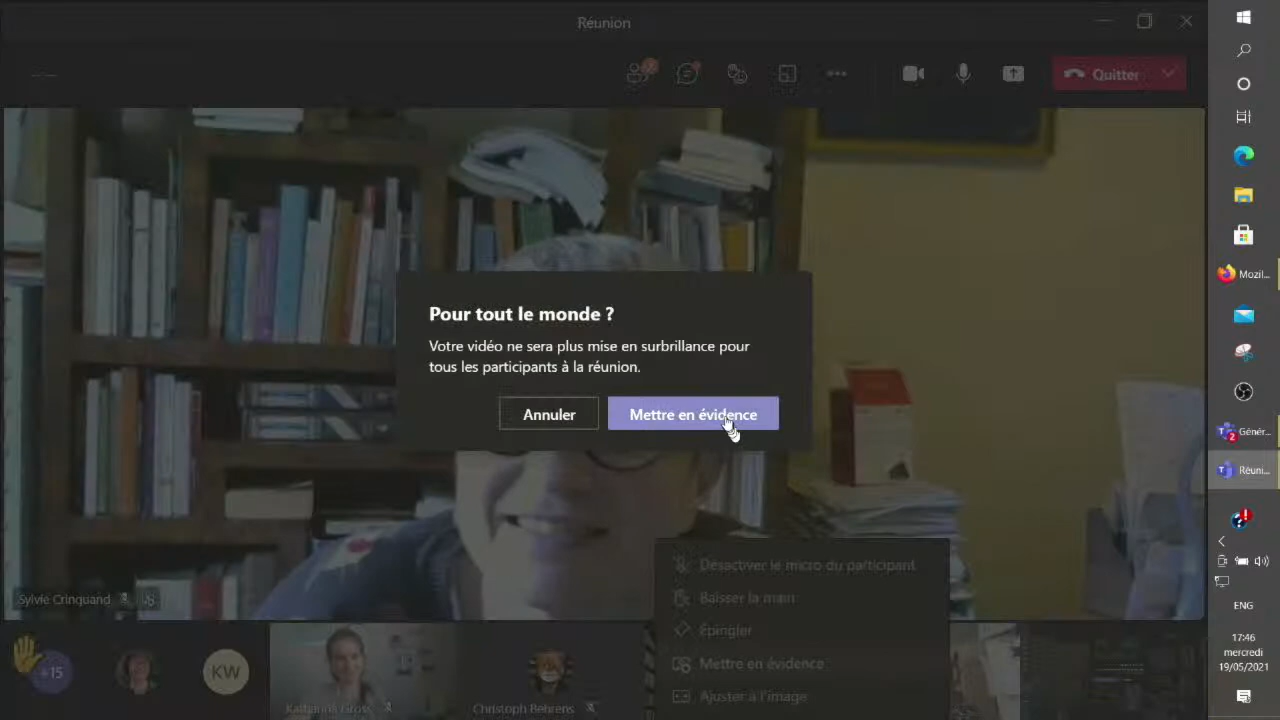 Réunion
Quitter
Pour tout le monde ?
Votre vidéo ne sera plus mise en surbrillance pour
tous les participants à la réunion.
Annuler
Mettre en évidence
Désactiver le micro du participant
Baisser la main
Épingler
Mettre en évidence
Ajuster à l'image
Sylvie Cringuand
+15
KW
Katharina Gross
Christoph Behrens
Mozil...
2
Génér...
Réuni...
ENG
17:46
mercredi
19/05/2021